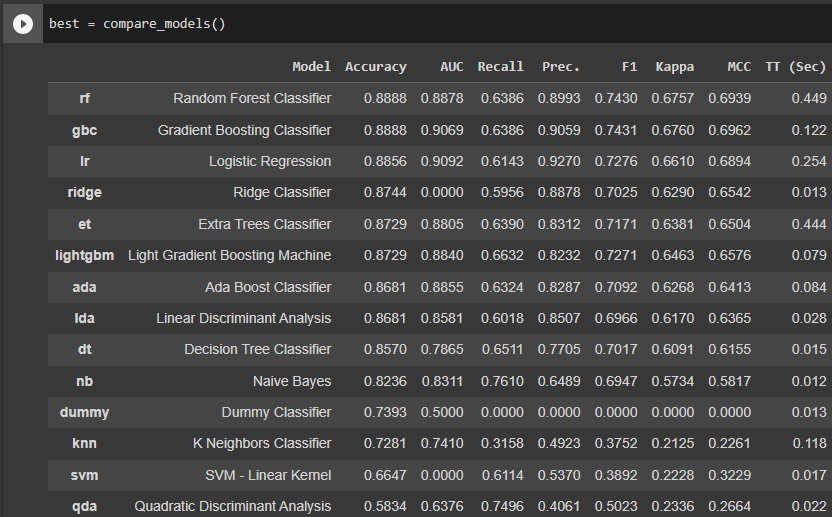 best = compare_models()
Model Accuracy AUC Recall Prec. F1 Kappa MCC TT (Sec)
rf Random Forest Classifier 0.8888 0.8878 0.6386 0.8993 0.7430 0.6757 0.6939 0.449
gbc Gradient Boosting Classifier 0.8888 0.9069 0.6386 0.9059 0.7431 0.6760 0.6962 0.122
lr Logistic Regression 0.8856 0.9092 0.6143 0.9270 0.7276 0.6610 0.6894 0.254
ridge Ridge Classifier 0.8744 0.0000 0.5956 0.8878 0.7025 0.6290 0.6542 0.013
et Extra Trees Classifier 0.8729 0.8805 0.6390 0.8312 0.7171 0.6381 0.6504 0.444
lightgbm Light Gradient Boosting Machine 0.8729 0.8840 0.6632 0.8232 0.7271 0.6463 0.6576 0.079
ada Ada Boost Classifier 0.8681 0.8855 0.6324 0.8287 0.7092 0.6268 0.6413 0.084
lda Linear Discriminant Analysis 0.8681 0.8581 0.6018 0.8507 0.6966 0.6170 0.6365 0.028
dt Decision Tree Classifier 0.8570 0.7865 0.6511 0.7705 0.7017 0.6091 0.6155 0.015
nb Naive Bayes 0.8236 0.8311 0.7610 0.6489 0.6947 0.5734 0.5817 0.012
dummy Dummy Classifier 0.7393 0.5000 0.0000 0.0000 0.0000 0.0000 0.0000 0.013
knn K Neighbors Classifier 0.7281 0.7410 0.3158 0.4923 0.3752 0.2125 0.2261 0.118
svm SVM - Linear Kernel 0.6647 0.0000 0.6114 0.5370 0.3892 0.2228 0.3229 0.017
qda Quadratic Discriminant Analysis 0.5834 0.6376 0.7496 0.4061 0.5023 0.2336 0.2664 0.022